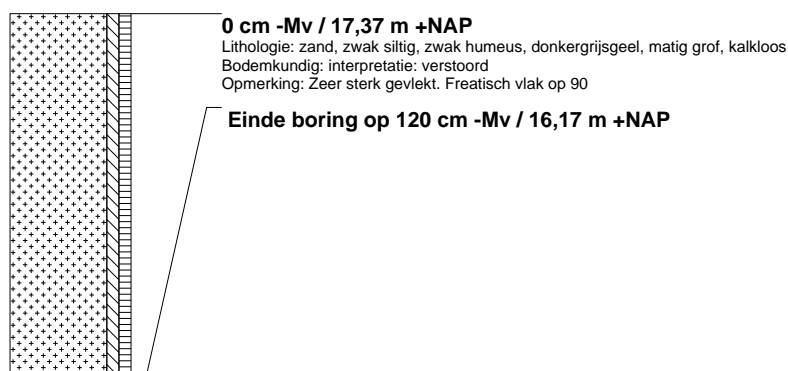 0 cm -Mv / 17,37 m +NAP
Lithologie: zand, zwak siltig, zwak humeus, donkergrijsgeel, matig grof, kalkloos
Bodemkundig: interpretatie: verstoord
Opmerking: Zeer sterk gevlekt. Freatisch vlak op 90
Einde boring op 120 cm -Mv / 16,17 m +NAP